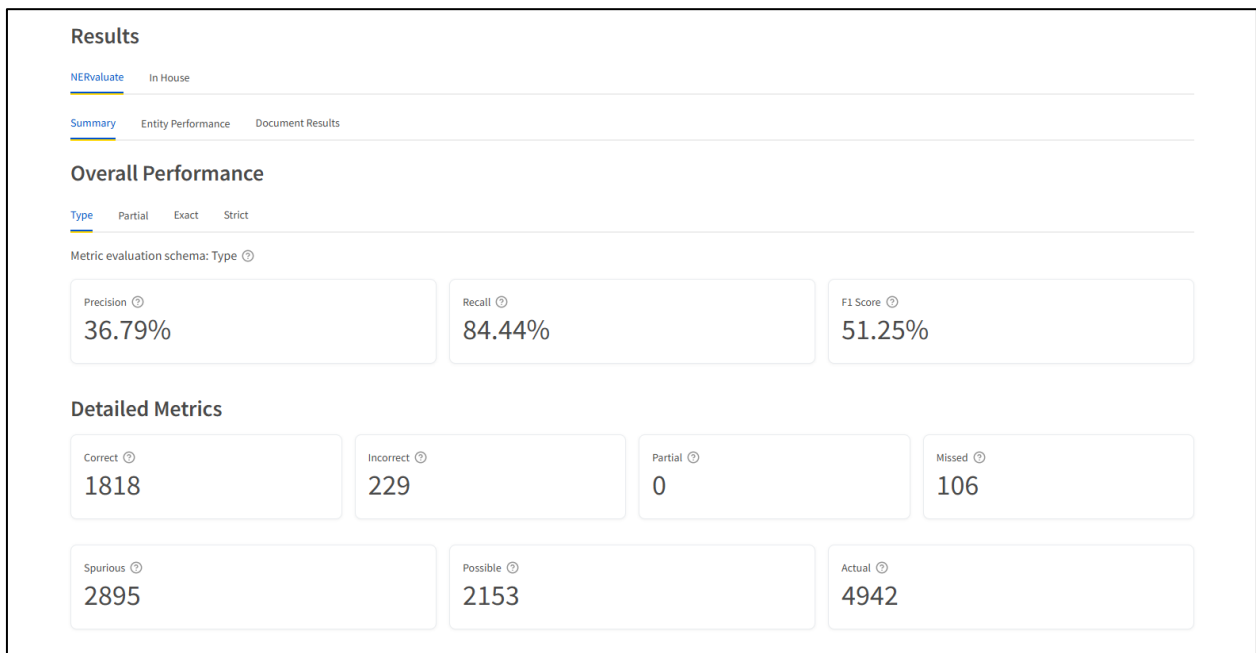 Results
NERvaluate In House
Summary Entity Performance Document Results
Overall Performance
Type Partial Exact Strict
Metric evaluation schema: Type ?
Precision ? Recall ? F1 Score ?
36.79% 84.44% 51.25%
Detailed Metrics
Correct ? Incorrect ? Partial ? Missed ?
1818 229 0 106
Spurious ? Possible ? Actual ?
2895 2153 4942